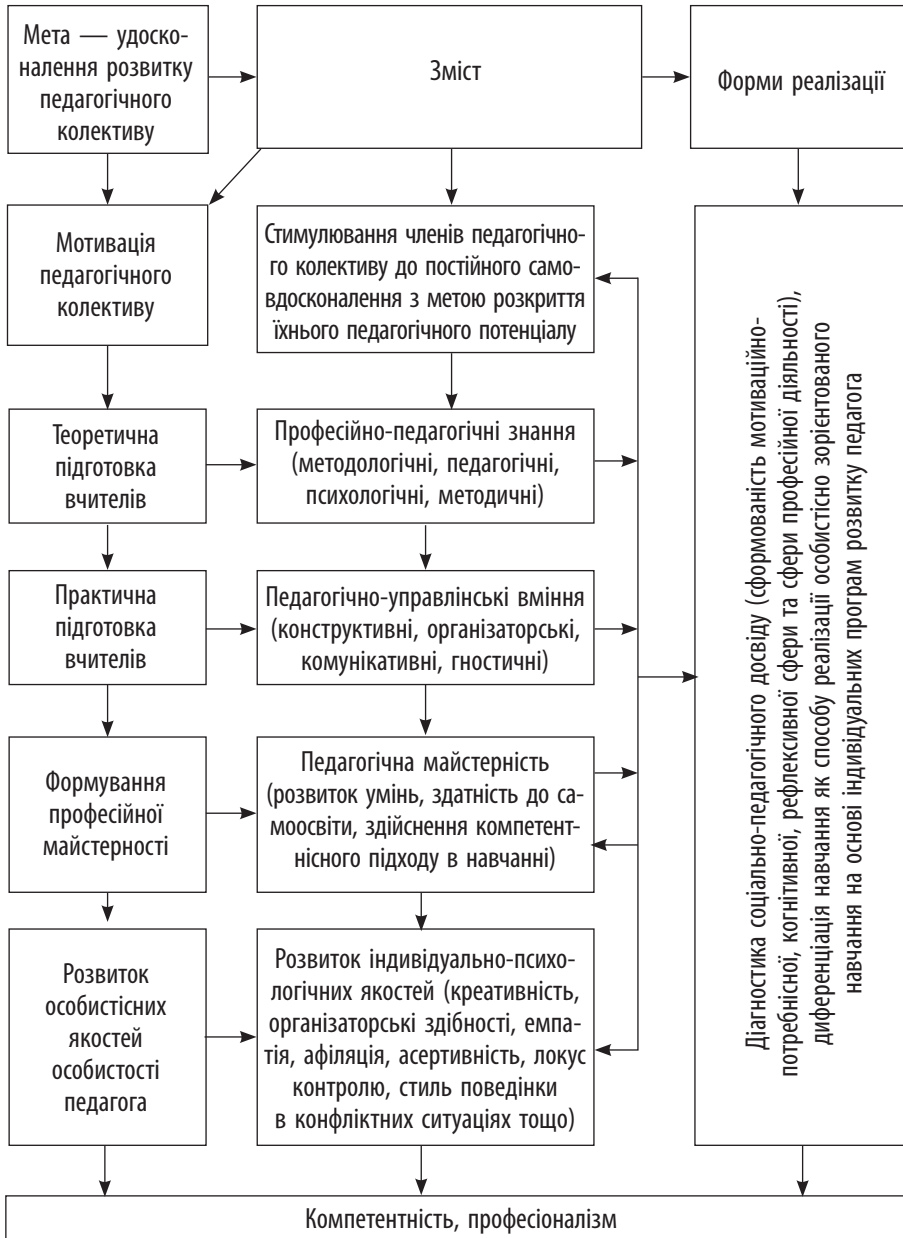 Мета — удоско-
налення розвитку
педагогічного
колективу
Зміст
Форми реалізації
Мотивація
педагогічного
колективу
Стимулювання членів педагогічно-
го колективу до постійного само-
вдосконалення з метою розкриття
їхнього педагогічного потенціалу
Теоретична
підготовка
вчителів
Професійно-педагогічні знання
(методологічні, педагогічні,
психологічні, методичні)
Практична
підготовка
вчителів
Педагогічно-управлінські вміння
(конструктивні, організаторські,
комунікативні, гностичні)
Формування
професійної
майстерності
Педагогічна майстерність
(розвиток умінь, здатність до са-
моосвіти, здійснення компетент-
нісного підходу в навчанні)
Розвиток
особистісних
якостей
особистості
педагога
Розвиток індивідуально-психо-
логічних якостей (креативність,
організаторські здібності, емпа-
тія, афіляція, асертивність, локус
контролю, стиль поведінки
в конфліктних ситуаціях тощо)
Діагностика соціально-педагогічного досвіду (сформованість мотиваційно-
потребнісної, когнітивної, рефлексивної сфери та сфери професійної діяльності),
диференціація навчання як способу реалізації особистісно зорієнтованого
навчання на основі індивідуальних програм розвитку педагога
Компетентність, професіоналізм